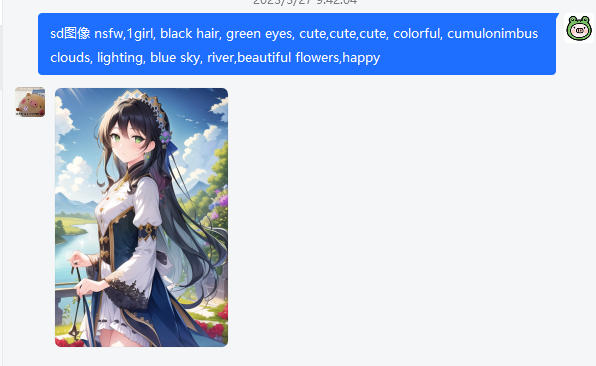 2023/3/27 9:42:04
sd图像 nsfw,1girl, black hair, green eyes, cute,cute,cute, colorful, cumulonimbus
clouds, lighting, blue sky, river,beautiful flowers,happy